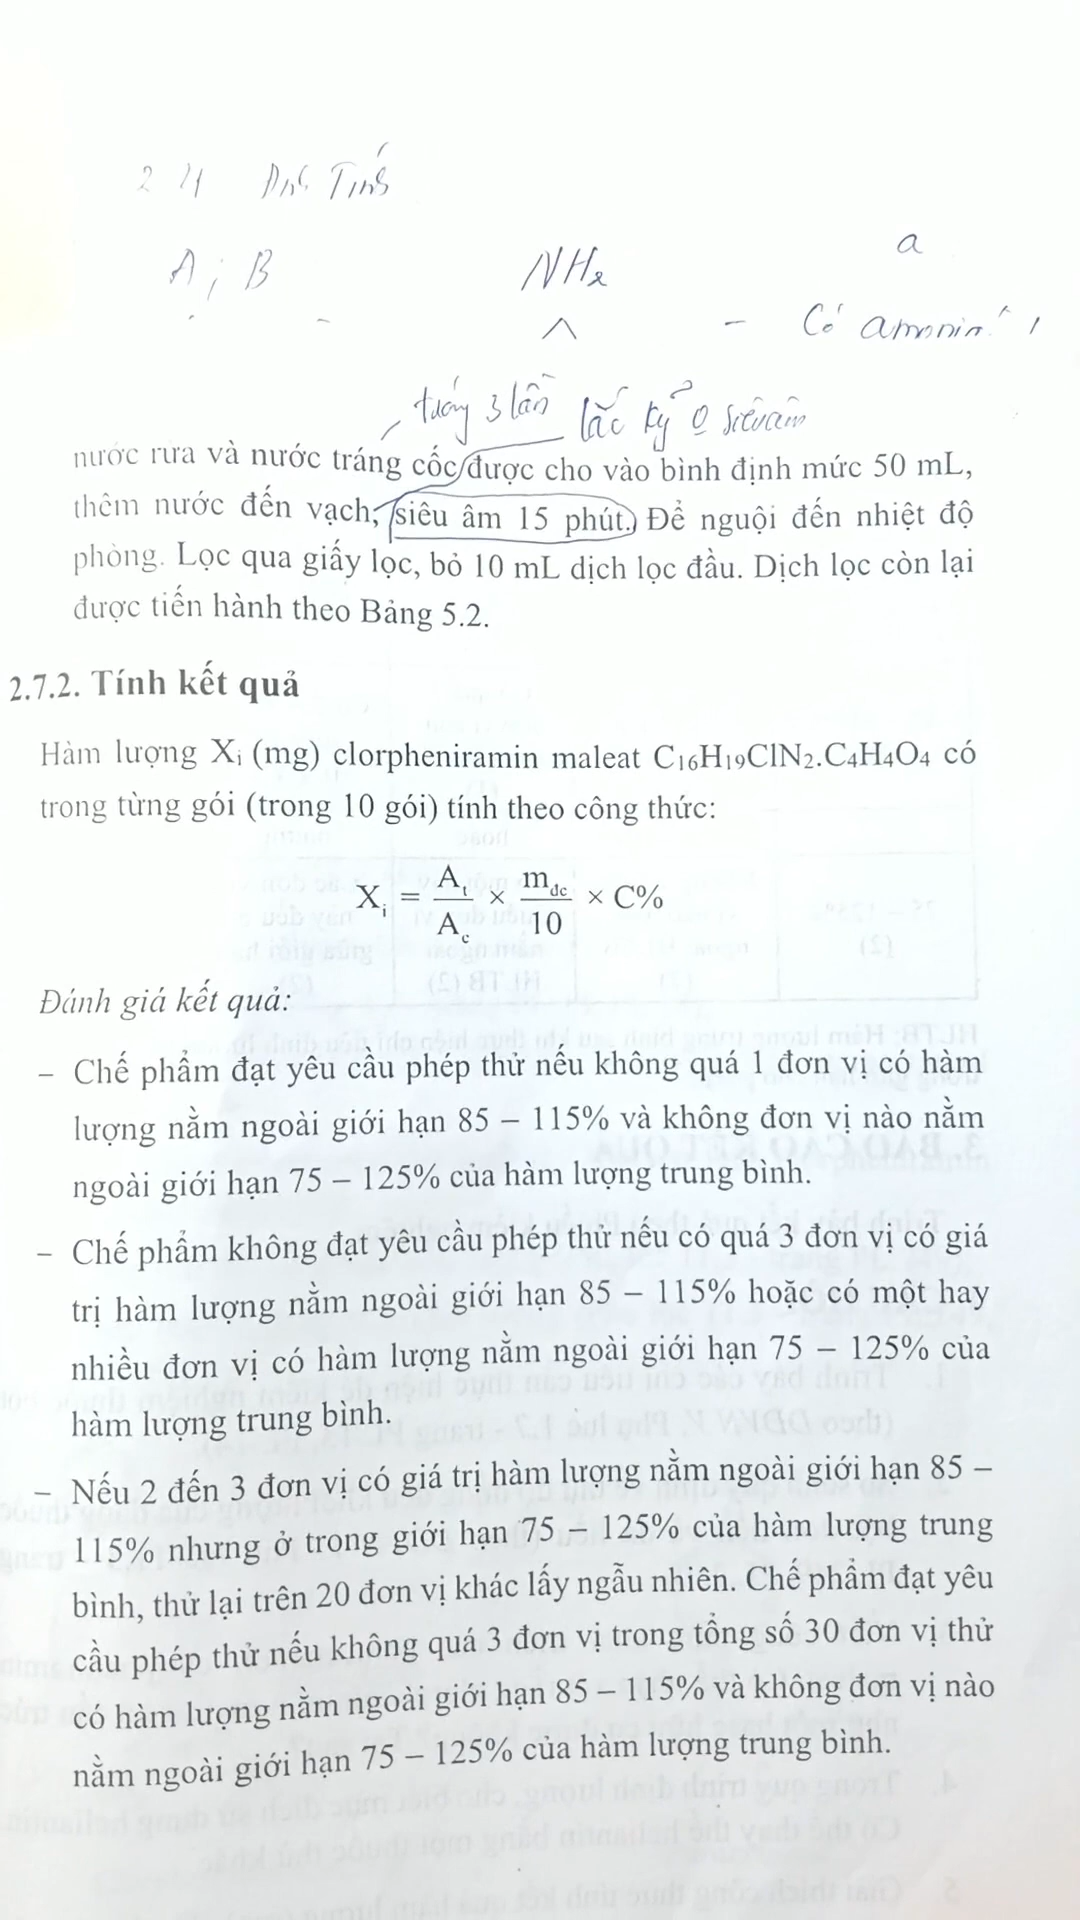 A, B
NH₂
a
- Có
tráng 3 lần lắc kỹ siêu âm
nước rửa và nước tráng cốc được cho vào bình định mức 50 mL,
thêm nước đến vạch, siêu âm 15 phút. Để nguội đến nhiệt độ
phòng. Lọc qua giấy lọc, bỏ 10 mL dịch lọc đầu. Dịch lọc còn lại
được tiến hành theo Bảng 5.2.
2.7.2. Tính kết quả
Hàm lượng Xᵢ (mg) clorpheniramin maleat C₁₆H₁₉ClN₂.C₄H₄O₄ có
trong từng gói (trong 10 gói) tính theo công thức:
Xᵢ = Aₜ/A_c × m_dc/10 × C%
Đánh giá kết quả:
– Chế phẩm đạt yêu cầu phép thử nếu không quá 1 đơn vị có hàm
lượng nằm ngoài giới hạn 85 – 115% và không đơn vị nào nằm
ngoài giới hạn 75 – 125% của hàm lượng trung bình.
– Chế phẩm không đạt yêu cầu phép thử nếu có quá 3 đơn vị có giá
trị hàm lượng nằm ngoài giới hạn 85 – 115% hoặc có một hay
nhiều đơn vị có hàm lượng nằm ngoài giới hạn 75 – 125% của
hàm lượng trung bình.
– Nếu 2 đến 3 đơn vị có giá trị hàm lượng nằm ngoài giới hạn 85 –
115% nhưng ở trong giới hạn 75 – 125% của hàm lượng trung
bình, thử lại trên 20 đơn vị khác lấy ngẫu nhiên. Chế phẩm đạt yêu
cầu phép thử nếu không quá 3 đơn vị trong tổng số 30 đơn vị thử
có hàm lượng nằm ngoài giới hạn 85 – 115% và không đơn vị nào
nằm ngoài giới hạn 75 – 125% của hàm lượng trung bình.